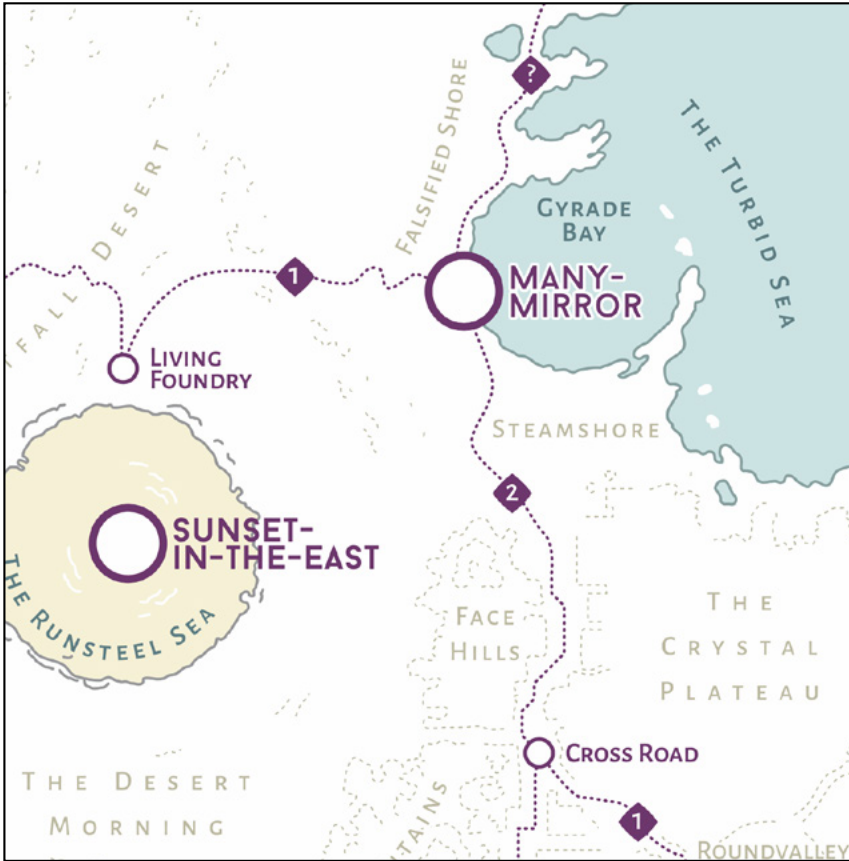 ?
THE TURBID SEA
FALSIFIED SHORE
GYRADE
BAY
DESERT
TFALL
1
MANY-
MIRROR
LIVING
FOUNDRY
STEAMSHORE
2
SUNSET-
IN-THE-EAST
THE RUNSTEEL SEA
FACE
HILLS
THE
CRYSTAL
PLATEAU
CROSS ROAD
THE DESERT
MORNING
TAINS
1
ROUNDVALLEY